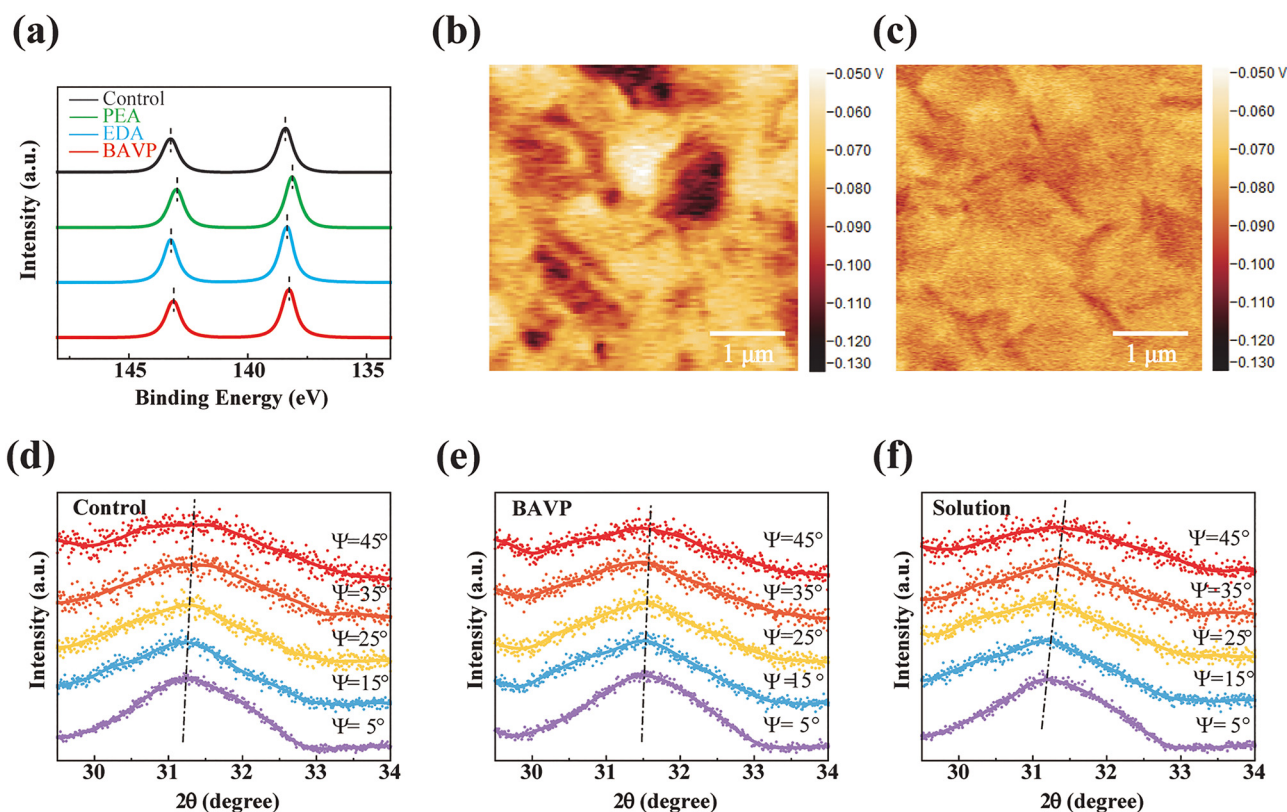 (a)
Control
PEA
EDA
BAVP
Intensity (a.u.)
145
140
135
Binding Energy (eV)
(b)
-0.050 V
-0.060
-0.070
-0.080
-0.090
-0.100
-0.110
-0.120
-0.130
1 μm
(c)
-0.050 V
-0.060
-0.070
-0.080
-0.090
-0.100
-0.110
-0.120
-0.130
1 μm
(d)
Control
Ψ=45°
Ψ=35°
Ψ=25°
Ψ=15°
Ψ= 5°
Intensity (a.u.)
30 31 32 33 34
2θ (degree)
(e)
BAVP
Ψ=45°
Ψ=35°
Ψ=25°
Ψ=15°
Ψ= 5°
Intensity (a.u.)
30 31 32 33 34
2θ (degree)
(f)
Solution
Ψ=45°
Ψ=35°
Ψ=25°
Ψ=15°
Ψ= 5°
Intensity (a.u.)
30 31 32 33 34
2θ (degree)